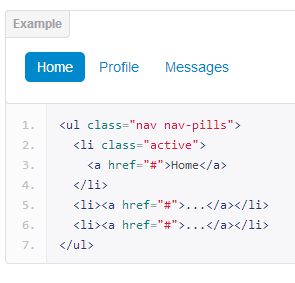 Example
Home Profile Messages
1. <ul class="nav nav-pills">
2.   <li class="active">
3.     <a href="#">Home</a>
4.   </li>
5.   <li><a href="#">...</a></li>
6.   <li><a href="#">...</a></li>
7. </ul>